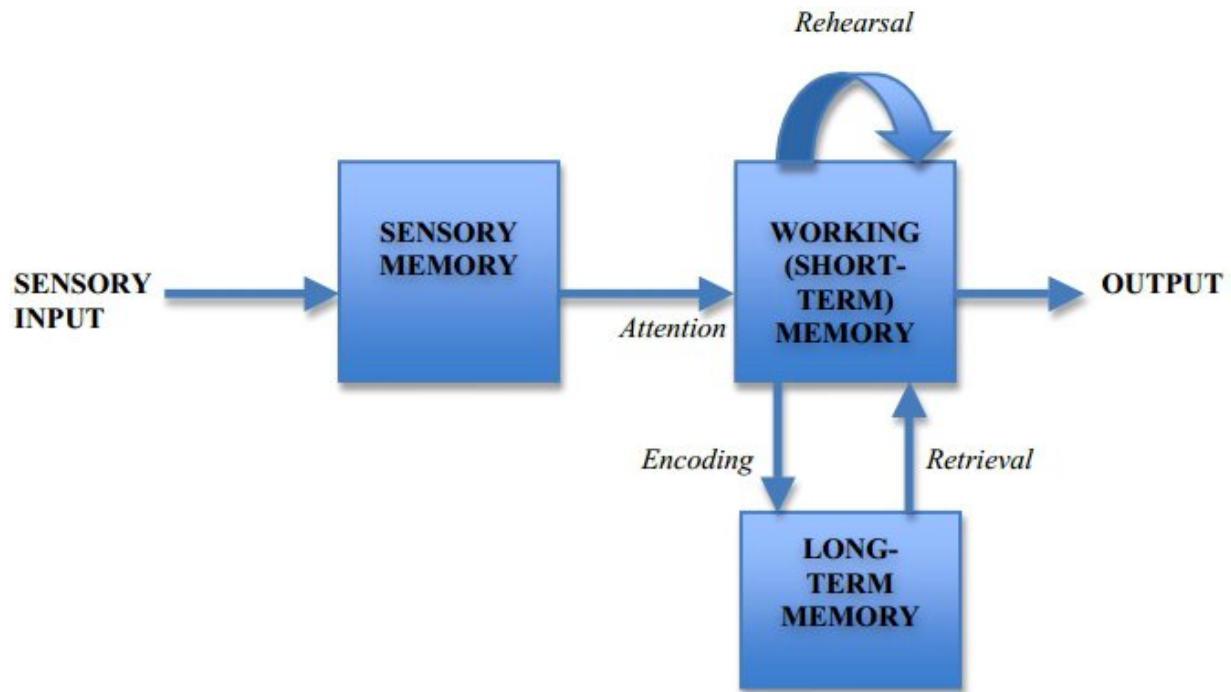 Rehearsal
SENSORY
INPUT
SENSORY
MEMORY
Attention
WORKING
(SHORT-
TERM)
MEMORY
OUTPUT
Encoding
Retrieval
LONG-
TERM
MEMORY